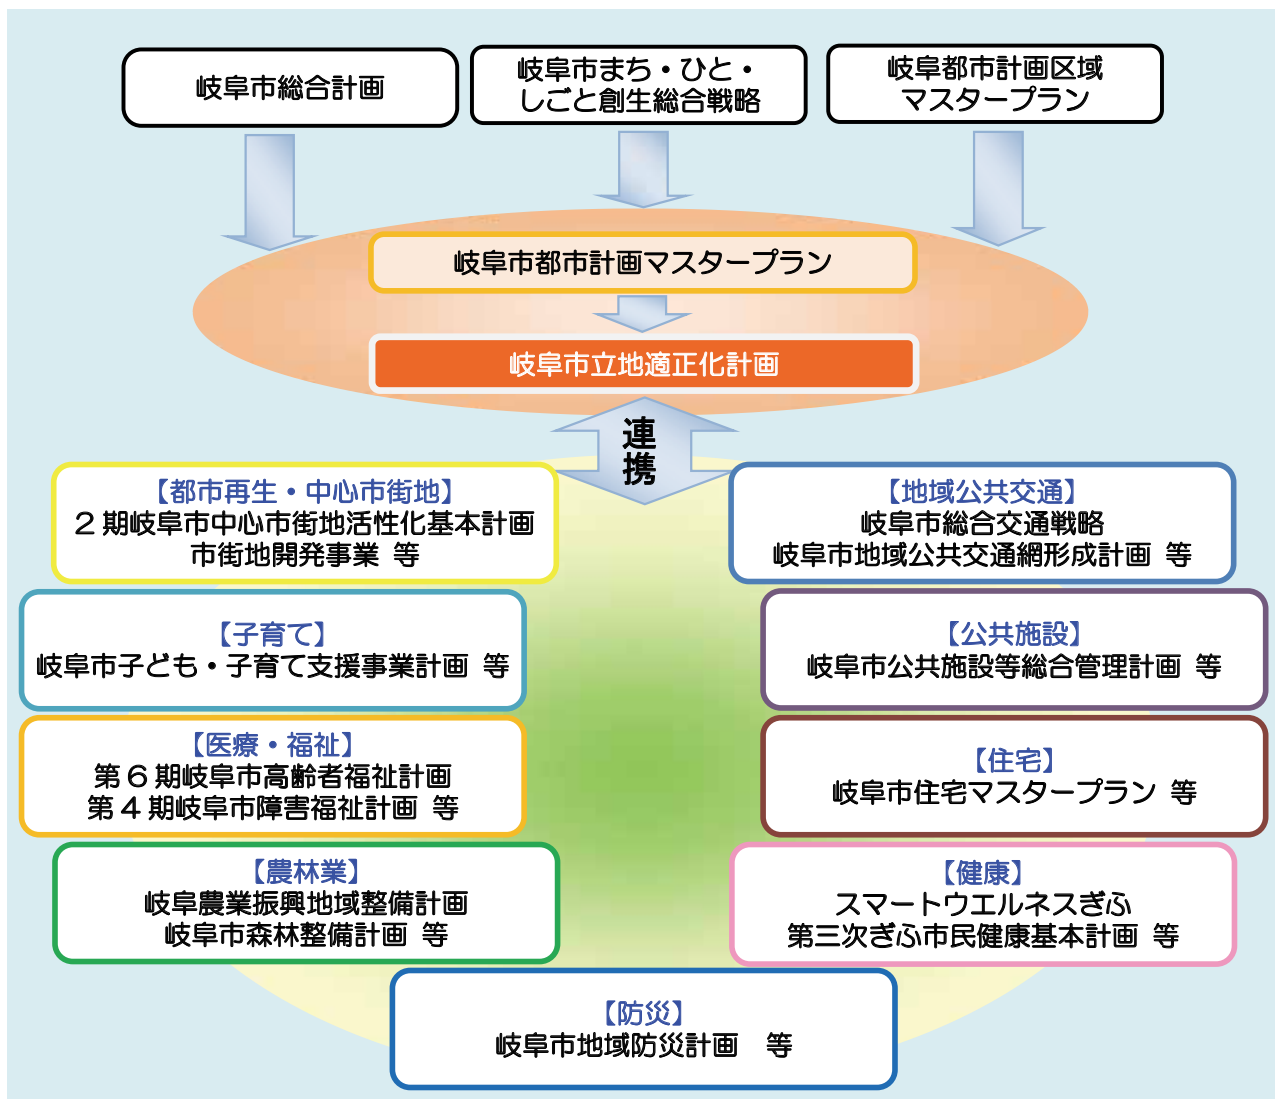 岐阜市総合計画
岐阜市まち・ひと・
しごと創生総合戦略
岐阜都市計画区域
マスタープラン
岐阜市都市計画マスタープラン
岐阜市立地適正化計画
連
携
【都市再生・中心市街地】
2期岐阜市中心市街地活性化基本計画
市街地開発事業 等
【地域公共交通】
岐阜市総合交通戦略
岐阜市地域公共交通網形成計画 等
【子育て】
岐阜市子ども・子育て支援事業計画 等
【公共施設】
岐阜市公共施設等総合管理計画 等
【医療・福祉】
第6期岐阜市高齢者福祉計画
第4期岐阜市障害福祉計画 等
【住宅】
岐阜市住宅マスタープラン 等
【農林業】
岐阜農業振興地域整備計画
岐阜市森林整備計画 等
【健康】
スマートウエルネスぎふ
第三次ぎふ市民健康基本計画 等
【防災】
岐阜市地域防災計画 等